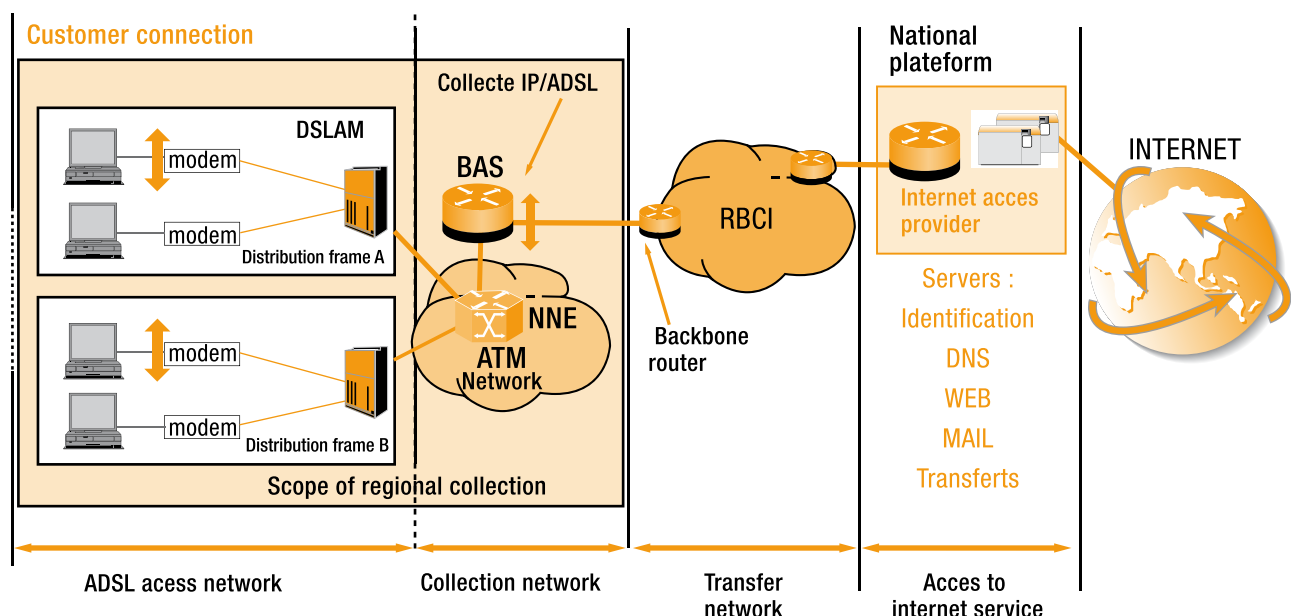 Customer connection
National
plateform
Collecte IP/ADSL
DSLAM
modem
modem
Distribution frame A
BAS
RBCI
Internet acces
provider
INTERNET
NNE
ATM
Network
Backbone
router
modem
modem
Distribution frame B
Servers :
Identification
DNS
WEB
MAIL
Transferts
Scope of regional collection
ADSL acess network
Collection network
Transfer
network
Acces to
internet service